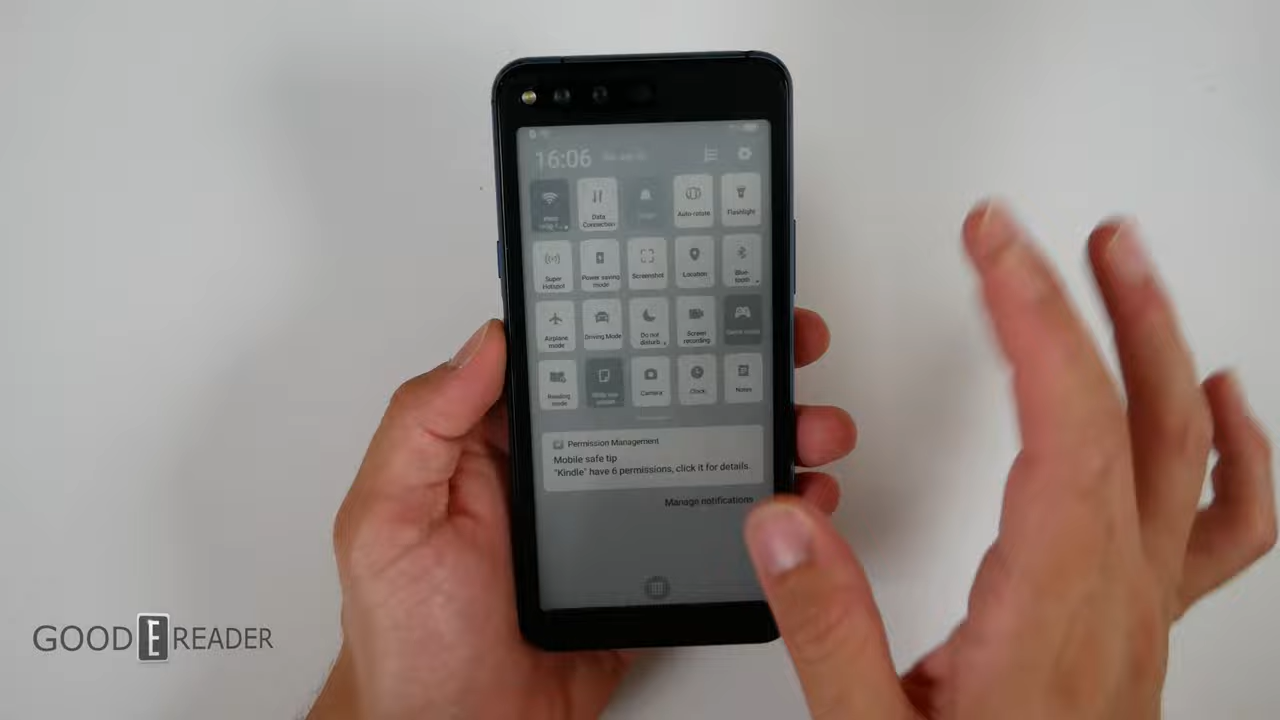 16:06
Data
Connection
Auto-rotate
Flashlight
Super
Hotspot
Power saving
mode
Screenshot
Location
Blue-
tooth
Airplane
mode
Driving Mode
Do not
disturb
Screen
recording
Game mode
Reading
mode
Camera
Clock
Notes
Permission Management
Mobile safe tip
"Kindle" have 6 permissions, click it for details.
Manage notifications
GOOD E READER